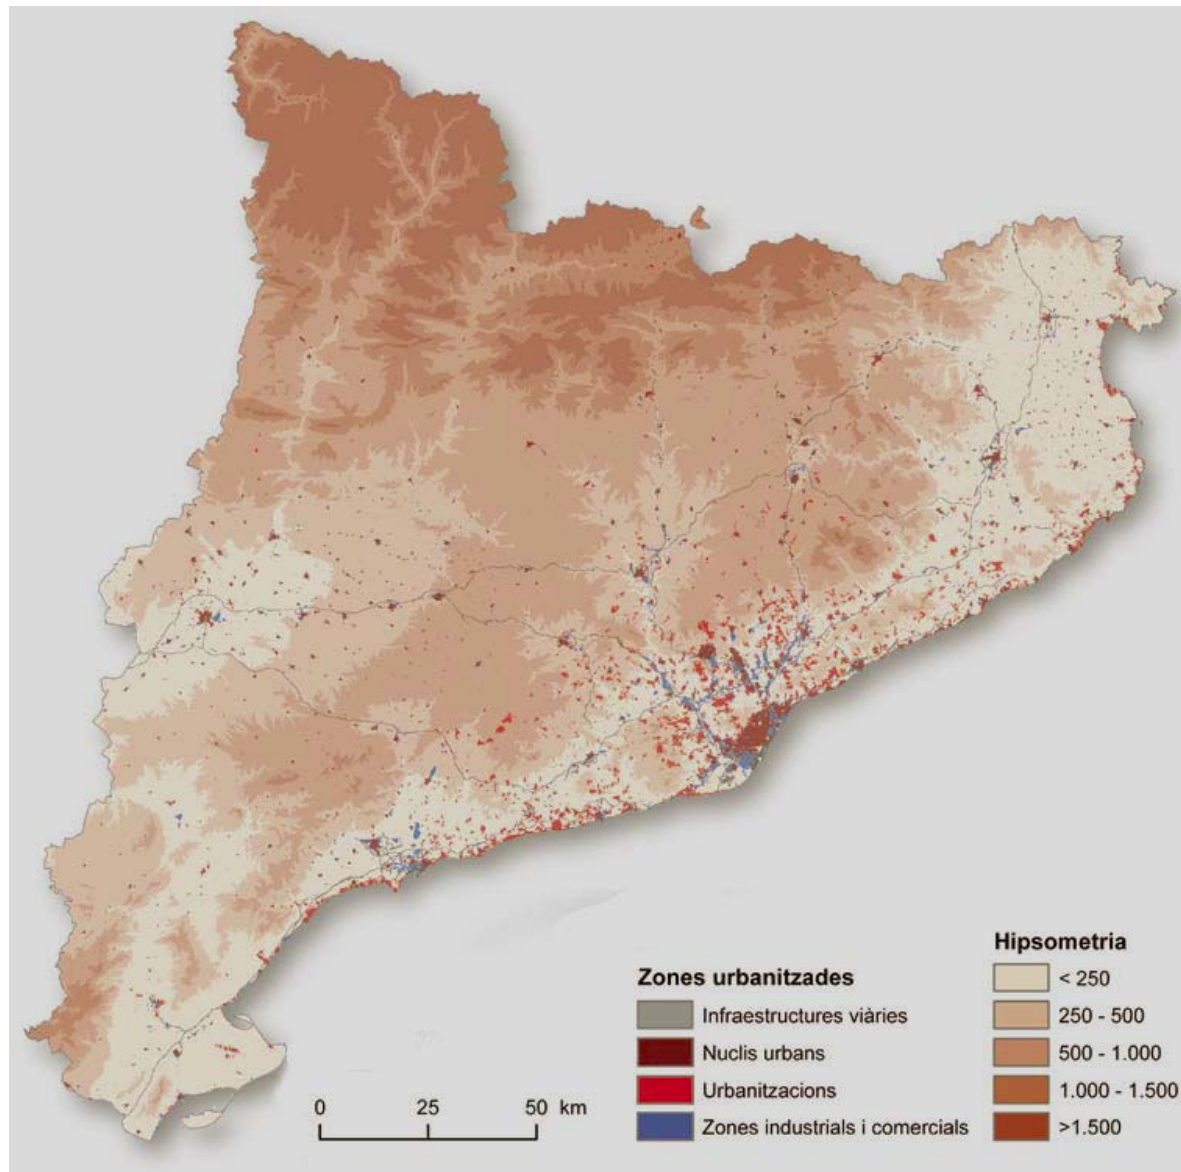 Zones urbanitzades
Infraestructures viàries
Nuclis urbans
Urbanitzacions
Zones industrials i comercials
Hipsometria
< 250
250 - 500
500 - 1.000
1.000 - 1.500
>1.500
0 25 50 km